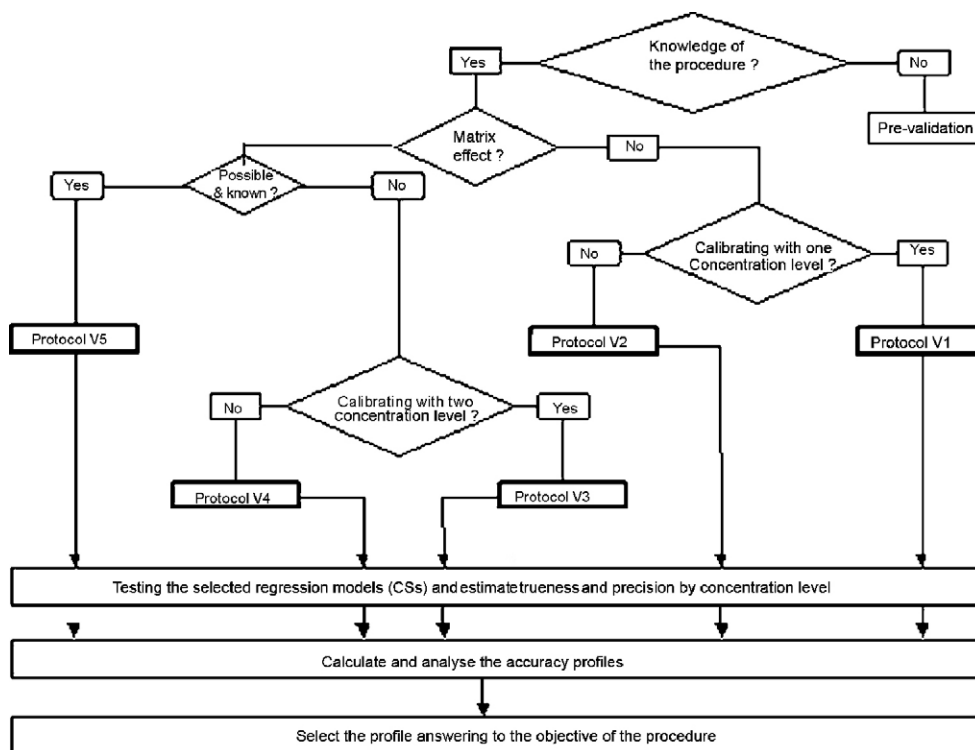 Knowledge of
the procedure ?
Yes
No
Pre-validation
Matrix
effect ?
No
Possible
& known ?
Yes
No
Calibrating with one
Concentration level ?
No
Yes
Protocol V5
Protocol V2
Protocol V1
Calibrating with two
concentration level ?
No
Yes
Protocol V4
Protocol V3
Testing the selected regression models (CSs) and estimate trueness and precision by concentration level
Calculate and analyse the accuracy profiles
Select the profile answering to the objective of the procedure